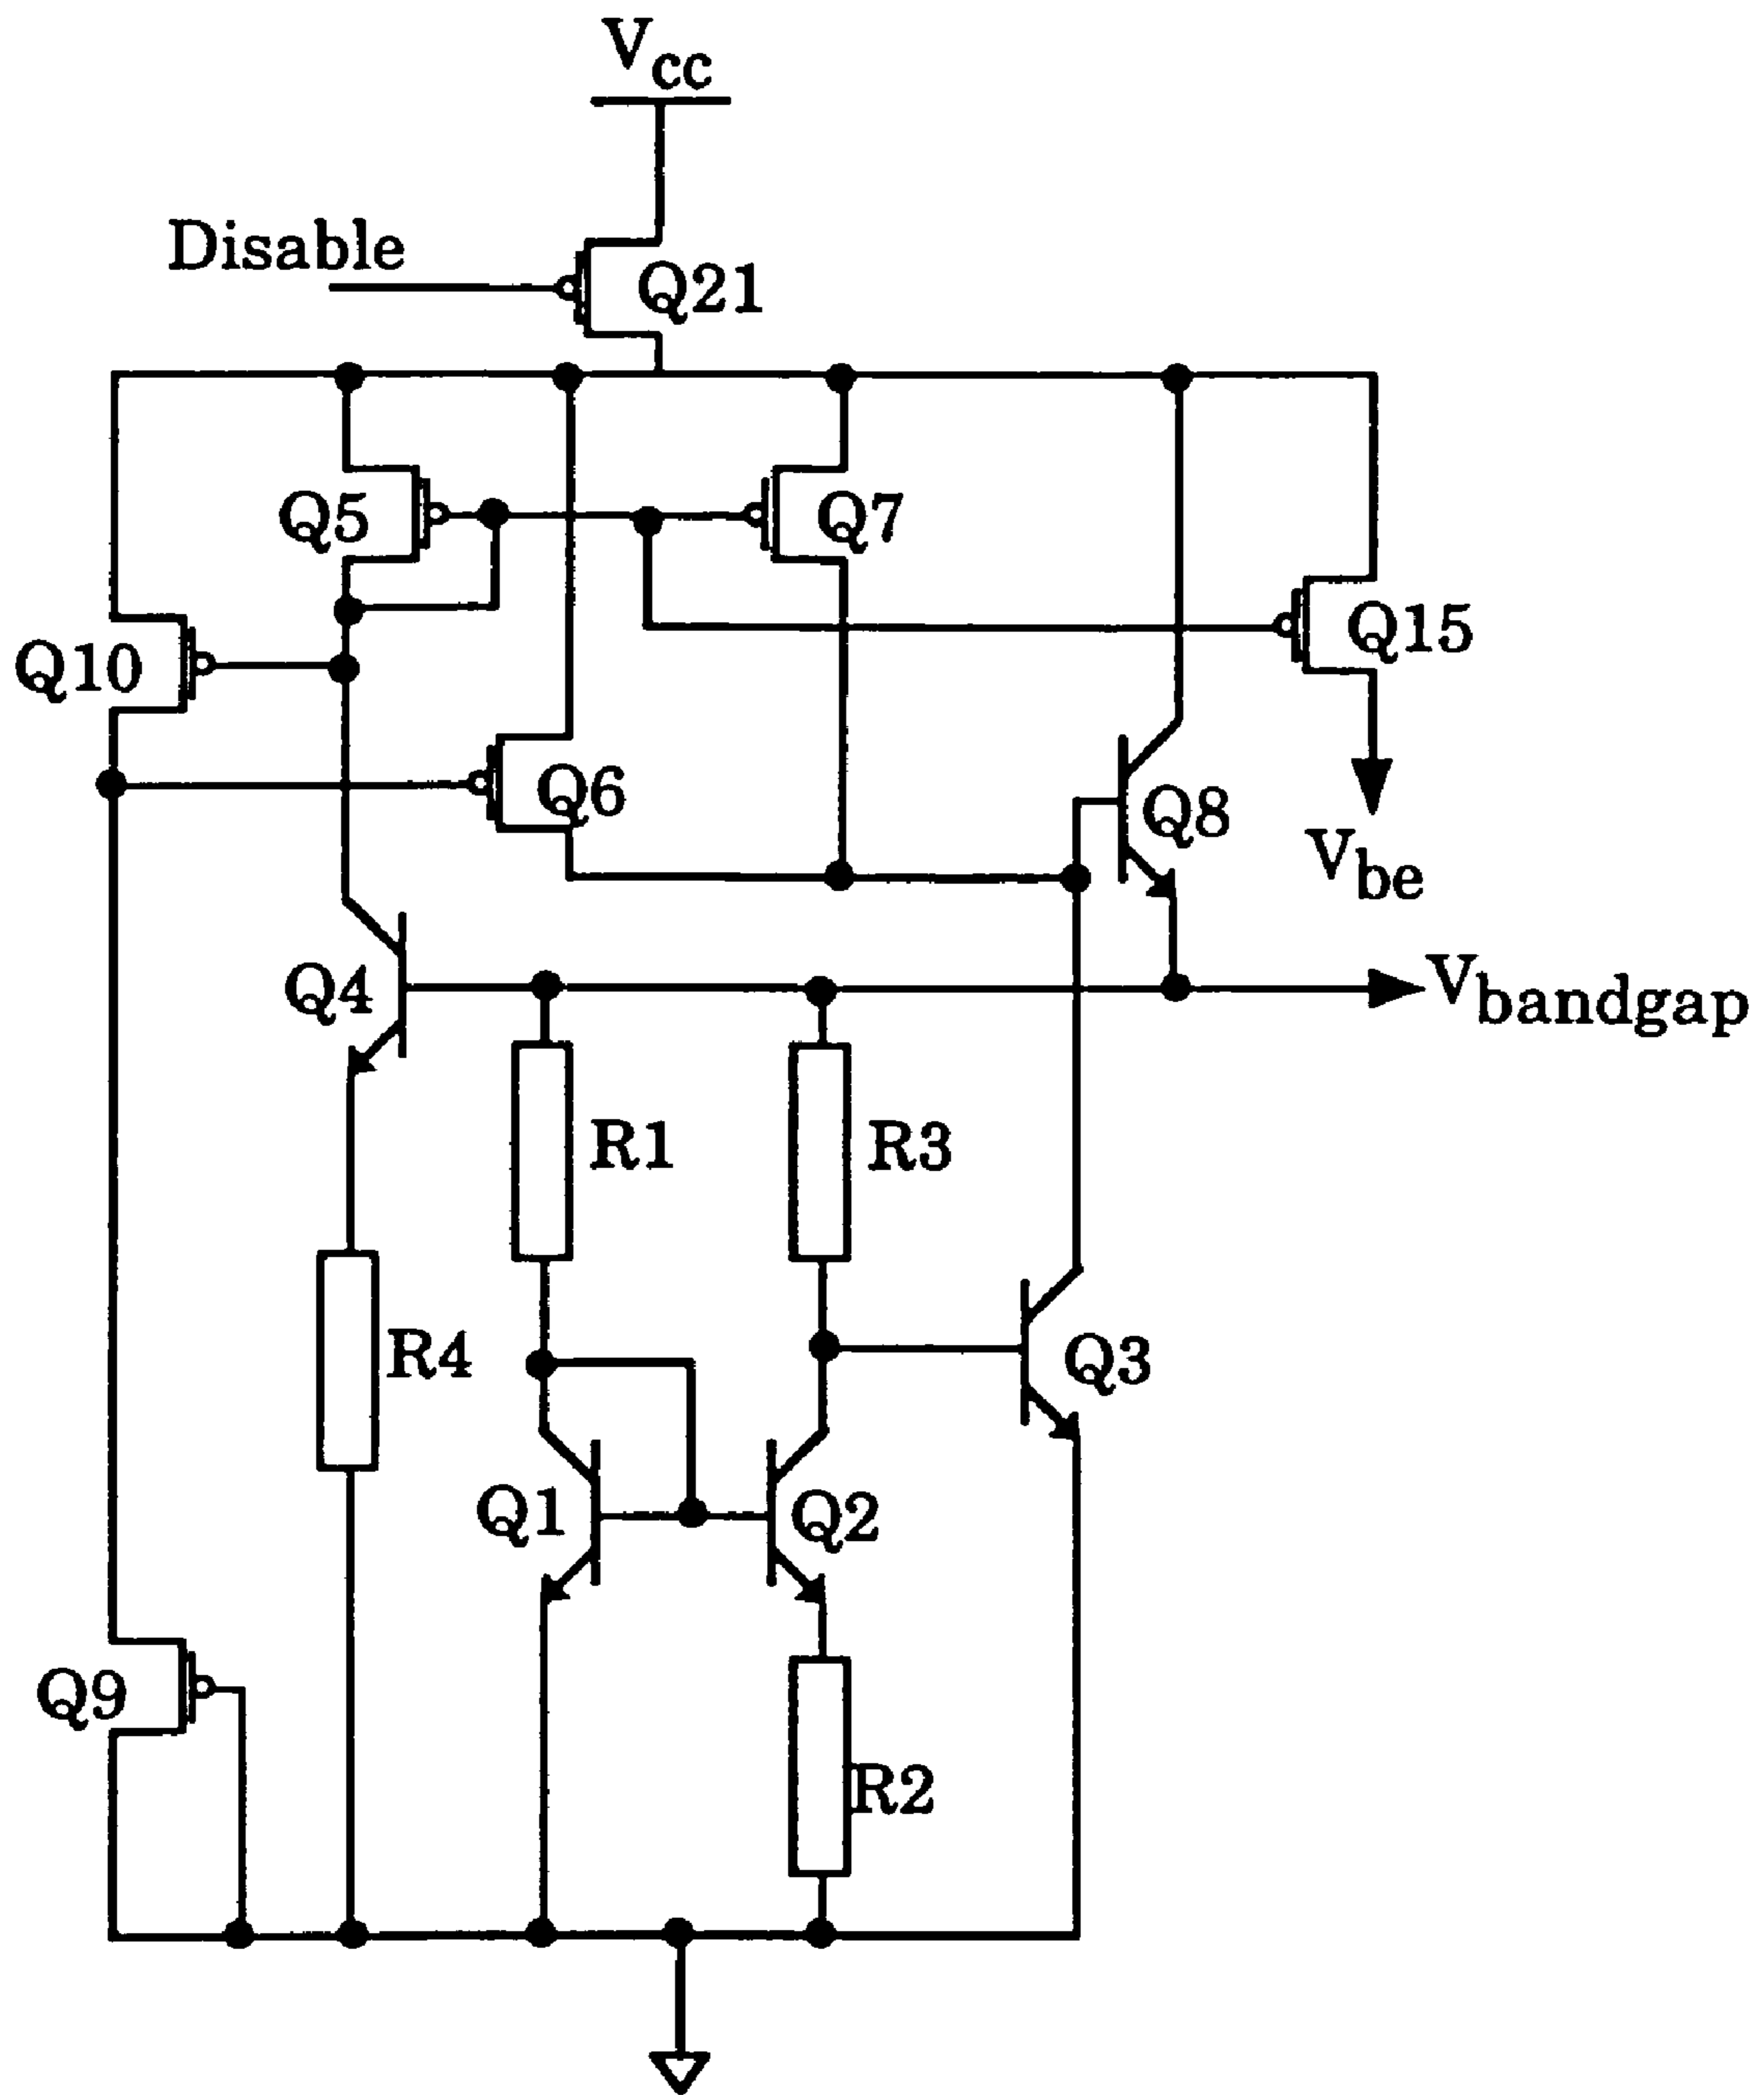 Vcc
Disable
Q21
Q5
Q7
Q15
Q10
Q6
Q8
Vbe
Q4
Vbandgap
R1
R3
R4
Q3
Q1
Q2
Q9
R2